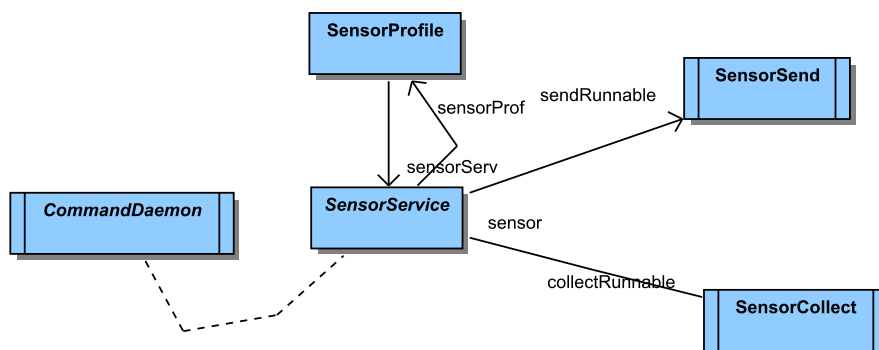 SensorProfile
SensorSend
sendRunnable
sensorProf
sensorServ
CommandDaemon
SensorService
sensor
collectRunnable
SensorCollect